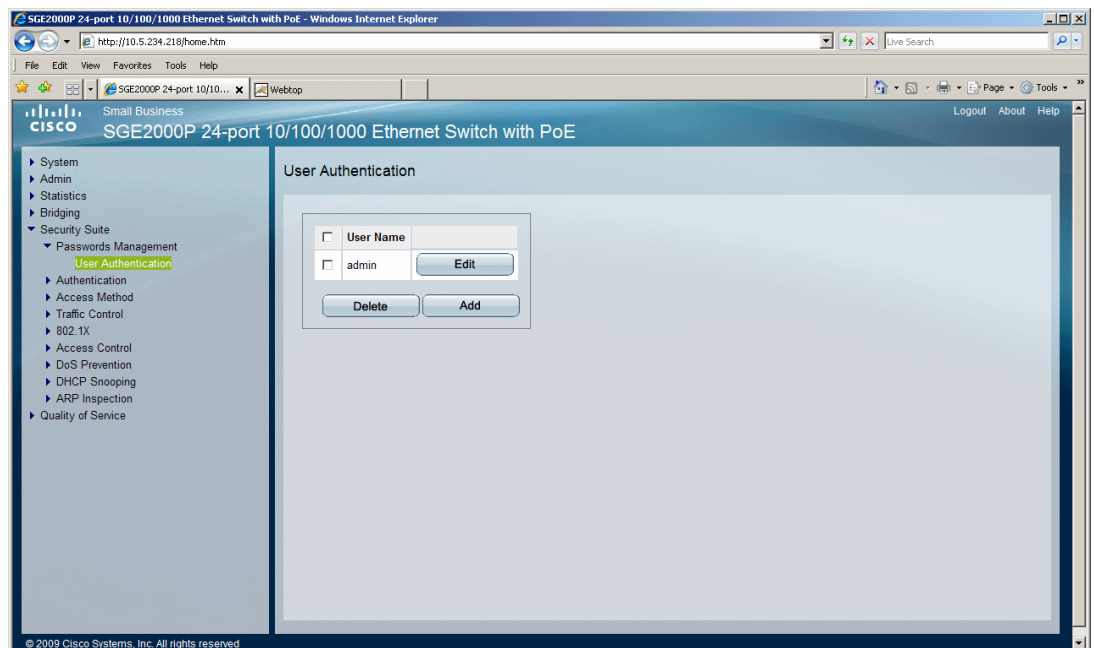 SGE2000P 24-port 10/100/1000 Ethernet Switch with PoE - Windows Internet Explorer
http://10.5.234.218/home.htm
Live Search
File Edit View Favorites Tools Help
SGE2000P 24-port 10/10...
Webtop
Page
Tools
Small Business
Logout About Help
CISCO
SGE2000P 24-port 10/100/1000 Ethernet Switch with PoE
System
Admin
Statistics
Bridging
Security Suite
Passwords Management
User Authentication
Authentication
Access Method
Traffic Control
802.1X
Access Control
DoS Prevention
DHCP Snooping
ARP Inspection
Quality of Service
User Authentication
User Name
admin Edit
Delete Add
© 2009 Cisco Systems, Inc. All rights reserved